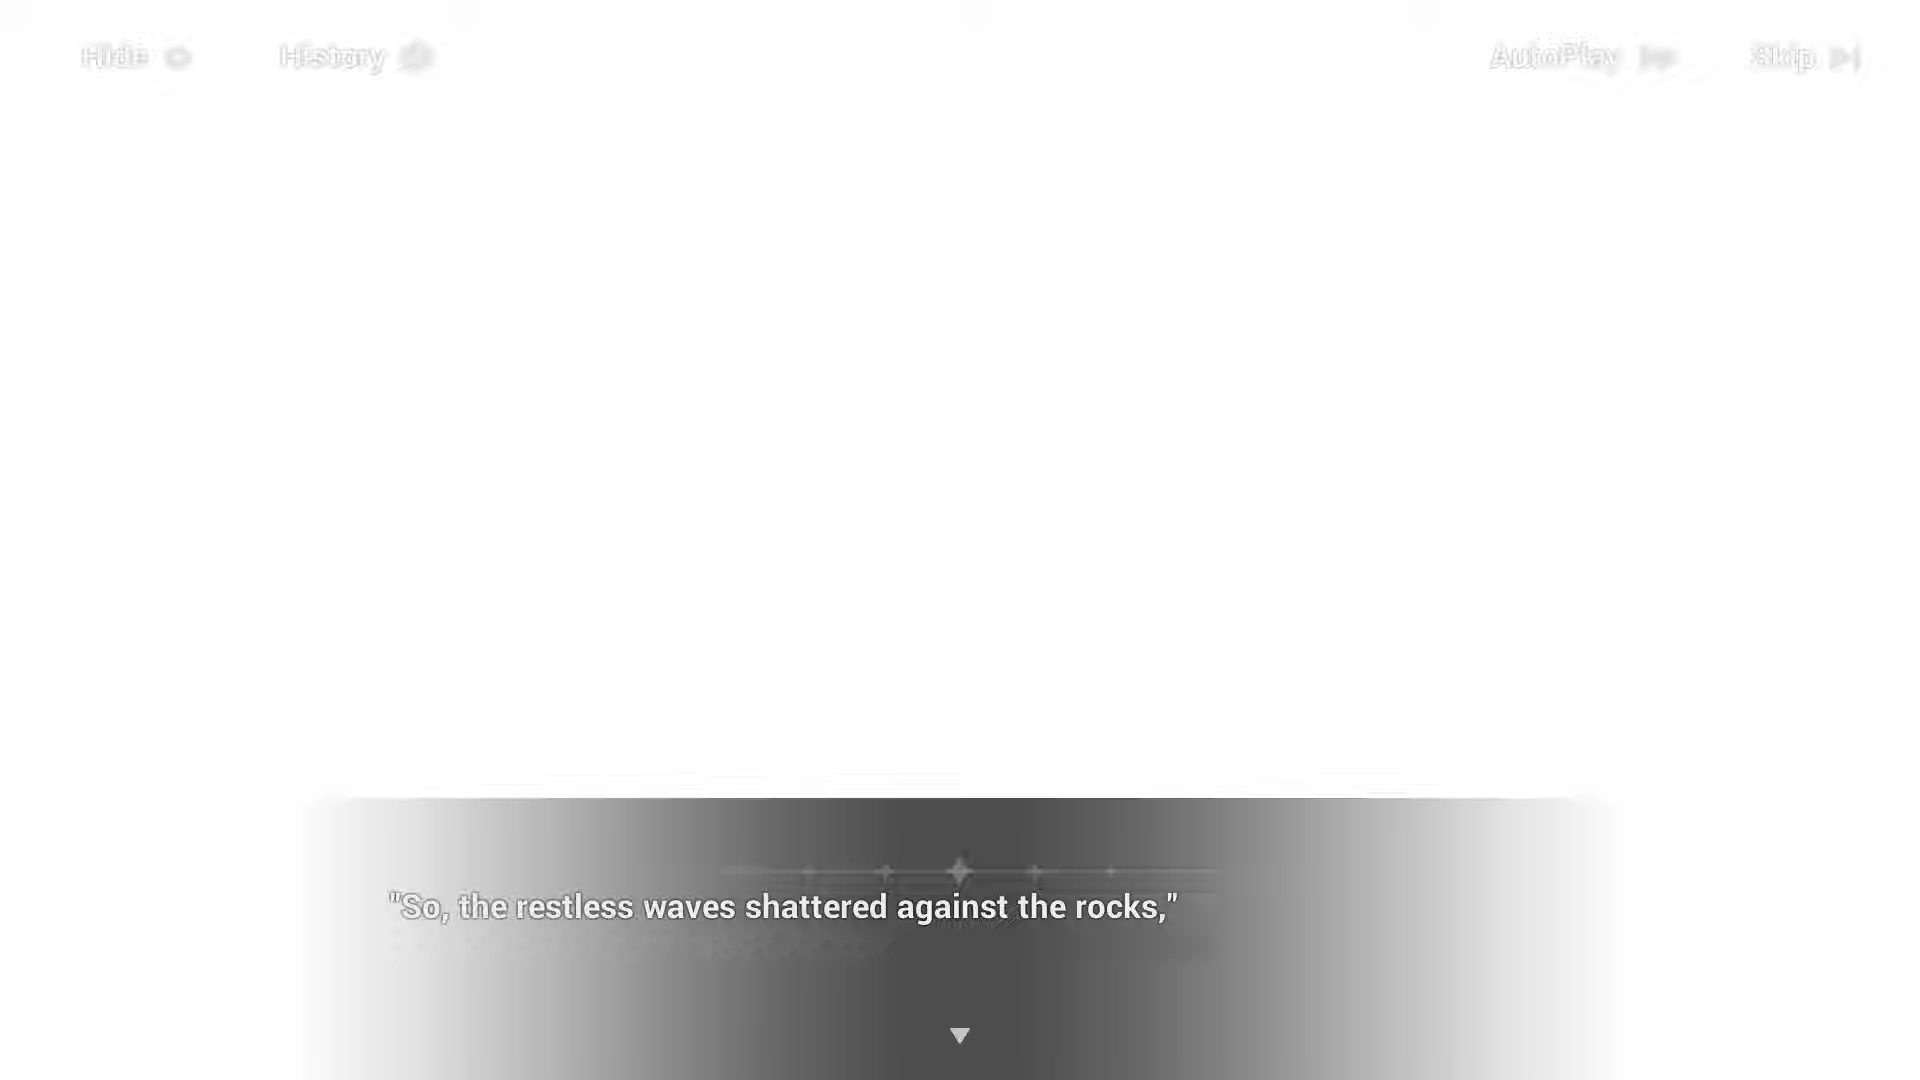 Hide
History
AutoPlay
Skip
"So, the restless waves shattered against the rocks,"